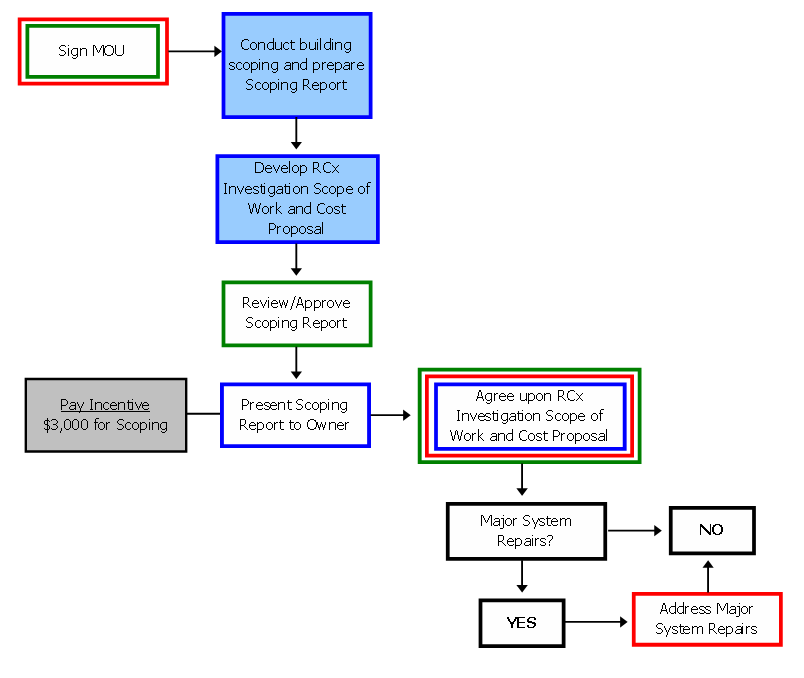 Sign MOU
Conduct building
scoping and prepare
Scoping Report
Develop RCx
Investigation Scope of
Work and Cost
Proposal
Review/Approve
Scoping Report
Pay Incentive
$3,000 for Scoping
Present Scoping
Report to Owner
Agree upon RCx
Investigation Scope of
Work and Cost Proposal
Major System
Repairs?
NO
YES
Address Major
System Repairs